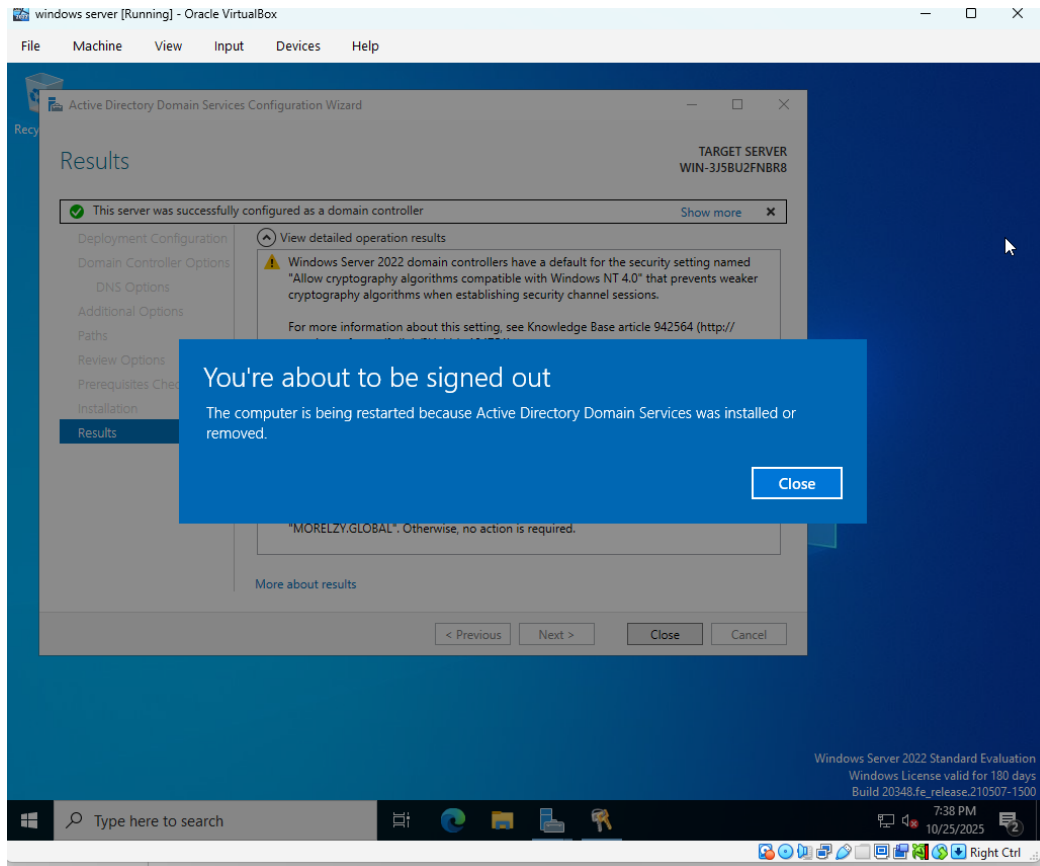 windows server [Running] - Oracle VirtualBox
File Machine View Input Devices Help
Recy
Active Directory Domain Services Configuration Wizard
Results
TARGET SERVER
WIN-3J5BU2FNBR8
This server was successfully configured as a domain controller
Show more
Deployment Configuration
Domain Controller Options
DNS Options
Additional Options
Paths
Review Options
Prerequisites Chec
Installation
Results
View detailed operation results
Windows Server 2022 domain controllers have a default for the security setting named
"Allow cryptography algorithms compatible with Windows NT 4.0" that prevents weaker
cryptography algorithms when establishing security channel sessions.
For more information about this setting, see Knowledge Base article 942564 (http://
You're about to be signed out
The computer is being restarted because Active Directory Domain Services was installed or
removed.
Close
"MORELZY.GLOBAL". Otherwise, no action is required.
More about results
< Previous Next > Close Cancel
Windows Server 2022 Standard Evaluation
Windows License valid for 180 days
Build 20348.fe_release.210507-1500
Type here to search
7:38 PM
10/25/2025
2
Right Ctrl